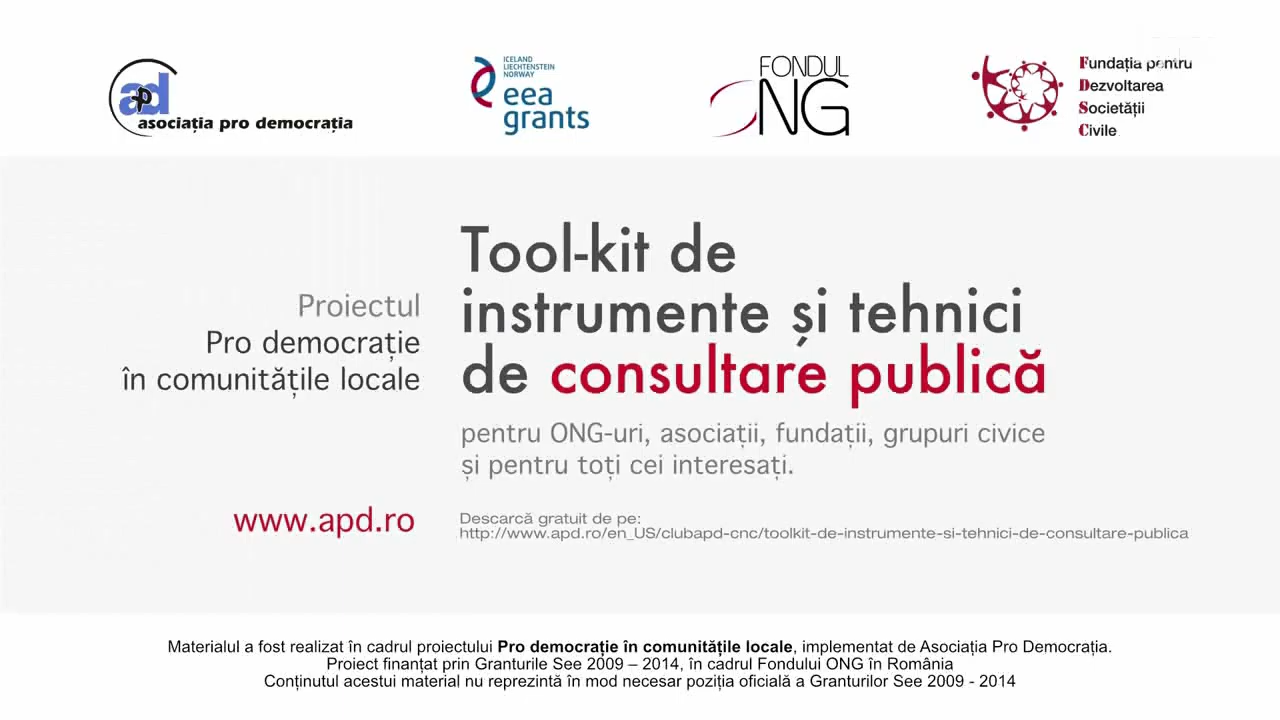 apd
asociația pro democrația
ICELAND
LIECHTENSTEIN
NORWAY
eea
grants
FONDUL
ONG
Fundația pentru
Dezvoltarea
Societății
Civile
Tool-kit de
instrumente și tehnici
de consultare publică
Proiectul
Pro democrație
în comunitățile locale
pentru ONG-uri, asociații, fundații, grupuri civice
și pentru toți cei interesați.
www.apd.ro
Descarcă gratuit de pe:
http://www.apd.ro/en_US/clubapd-cnc/toolkit-de-instrumente-si-tehnici-de-consultare-publica
Materialul a fost realizat în cadrul proiectului Pro democrație în comunitățile locale, implementat de Asociația Pro Democrația.
Proiect finanțat prin Granturile See 2009 – 2014, în cadrul Fondului ONG în România
Conținutul acestui material nu reprezintă în mod necesar poziția oficială a Granturilor See 2009 - 2014